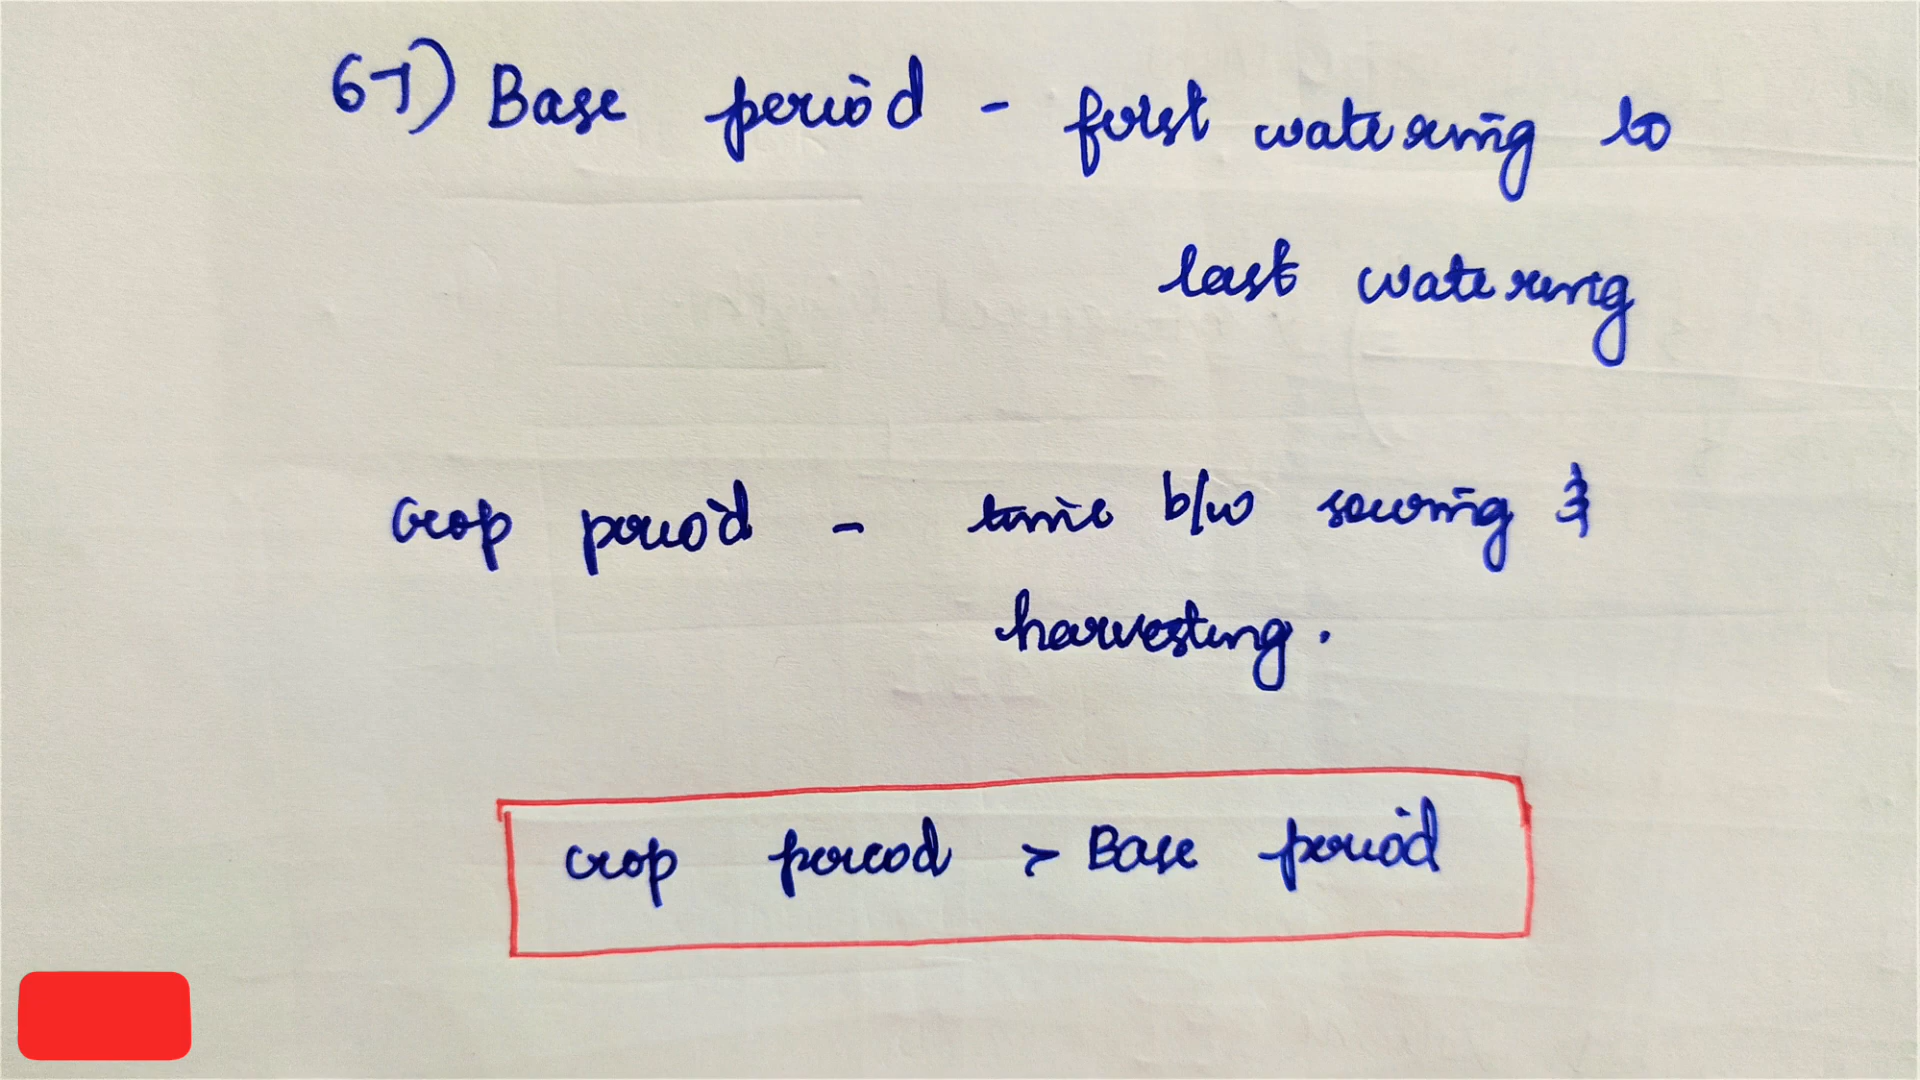 67) Base period - first watering to
last watering
crop period - time b/w sowing &
harvesting.
crop period > Base period